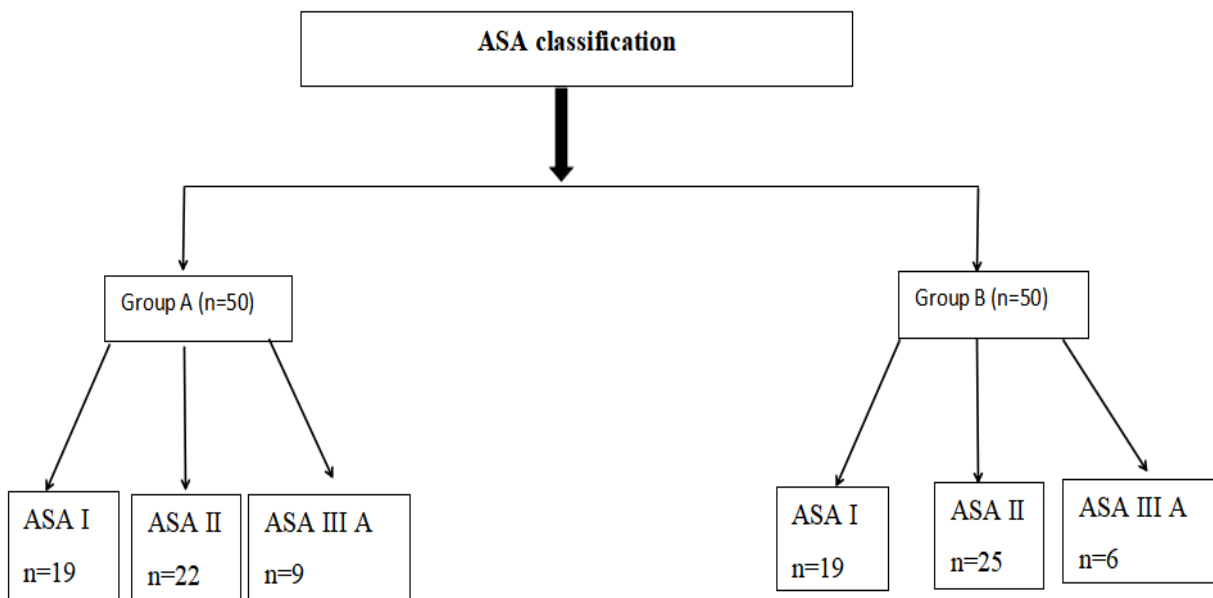 ASA classification
Group A (n=50)
Group B (n=50)
ASA I
n=19
ASA II
n=22
ASA III A
n=9
ASA I
n=19
ASA II
n=25
ASA III A
n=6